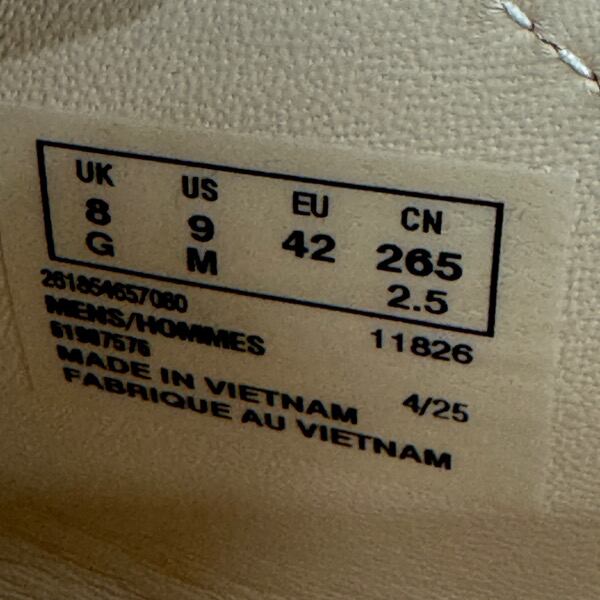 UK US EU CN
8 9 42 265
G M 2.5
261854657080
MENS/HOMMES 11826
61987576
MADE IN VIETNAM 4/25
FABRIQUE AU VIETNAM